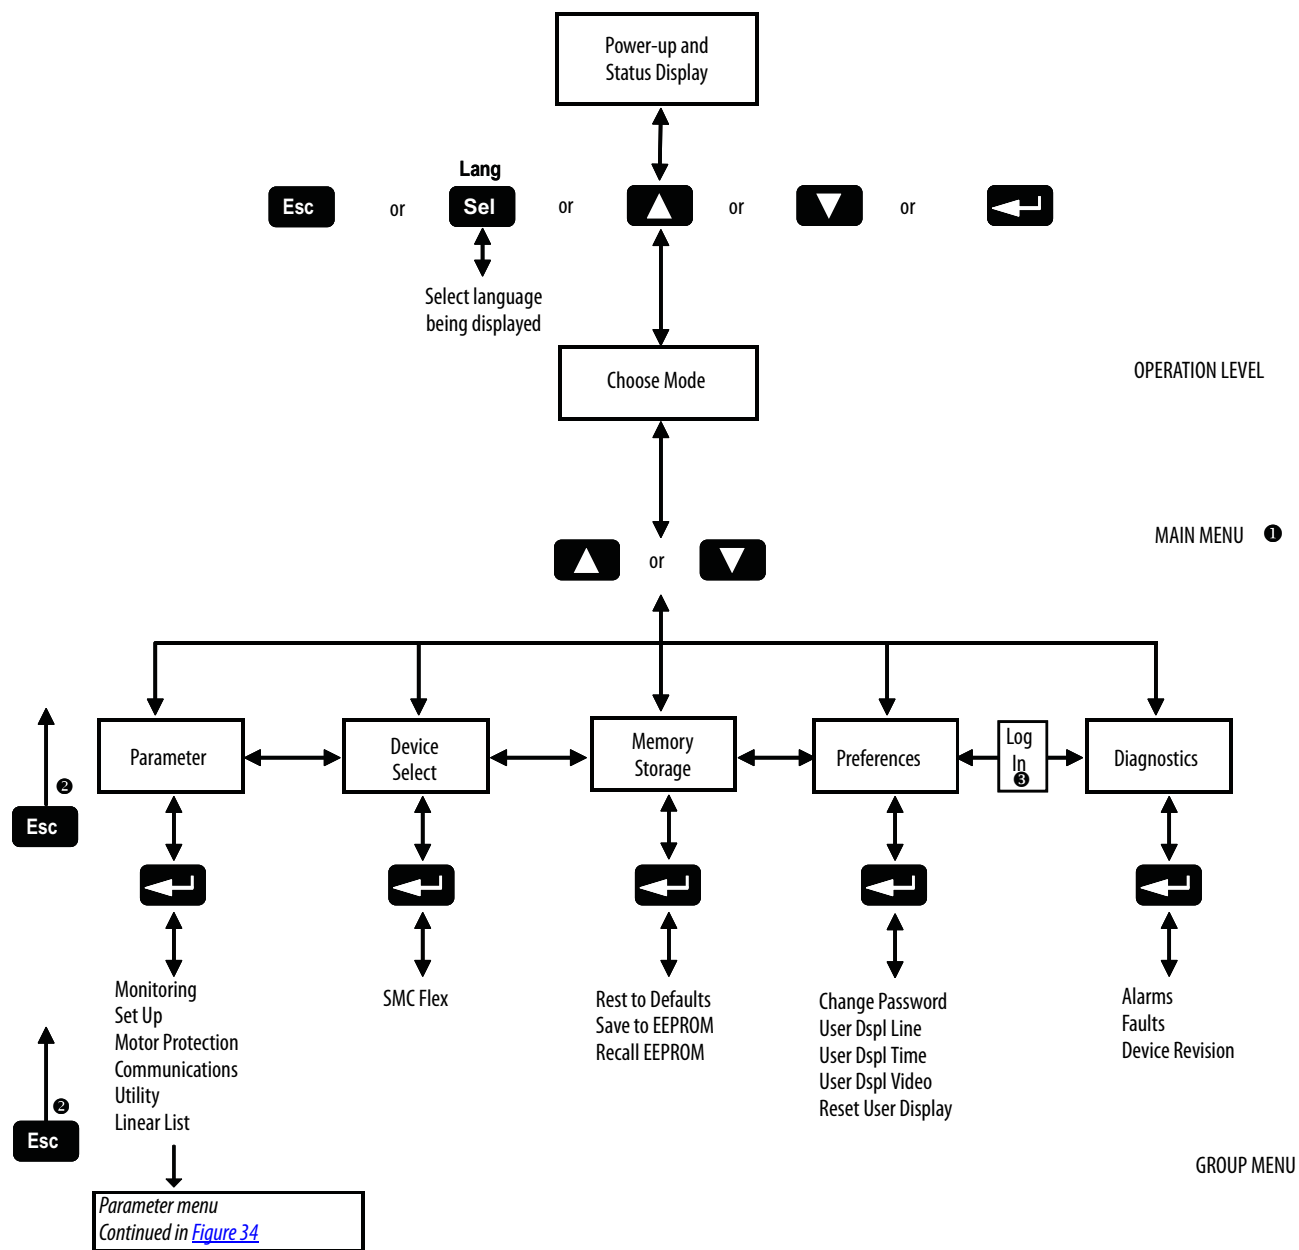 Power-up and
Status Display
Lang
Esc or Sel or or or
Select language
being displayed
Choose Mode
OPERATION LEVEL
MAIN MENU ❶
or
Parameter
Device
Select
Memory
Storage
Preferences
Log
In
❸
Diagnostics
❷
Esc
Monitoring
Set Up
Motor Protection
Communications
Utility
Linear List
SMC Flex
Rest to Defaults
Save to EEPROM
Recall EEPROM
Change Password
User Dspl Line
User Dspl Time
User Dspl Video
Reset User Display
Alarms
Faults
Device Revision
❷
Esc
GROUP MENU
Parameter menu
Continued in Figure 34